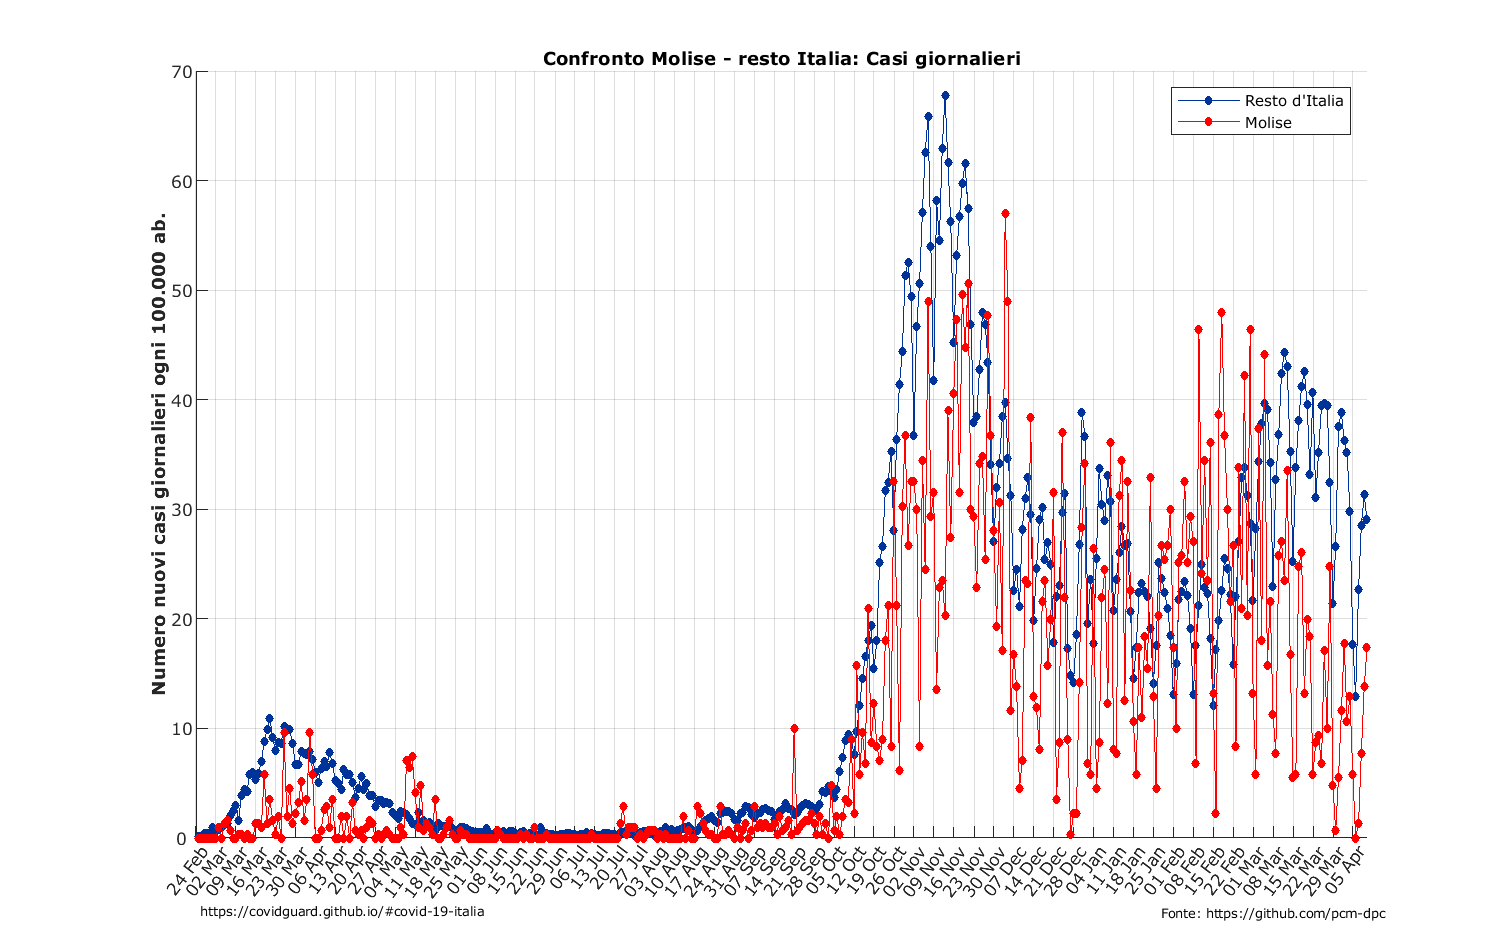 Confronto Molise - resto Italia: Casi giornalieri
Resto d'Italia
Molise
Numero nuovi casi giornalieri ogni 100.000 ab.
70
60
50
40
30
20
10
0
24 Feb
02 Mar
09 Mar
16 Mar
23 Mar
30 Mar
06 Apr
13 Apr
20 Apr
27 Apr
04 May
11 May
18 May
25 May
01 Jun
08 Jun
15 Jun
22 Jun
29 Jun
06 Jul
13 Jul
20 Jul
27 Jul
03 Aug
10 Aug
17 Aug
24 Aug
31 Aug
07 Sep
14 Sep
21 Sep
28 Sep
05 Oct
12 Oct
19 Oct
26 Oct
02 Nov
09 Nov
16 Nov
23 Nov
30 Nov
07 Dec
14 Dec
21 Dec
28 Dec
04 Jan
11 Jan
18 Jan
25 Jan
01 Feb
08 Feb
15 Feb
22 Feb
01 Mar
08 Mar
15 Mar
22 Mar
29 Mar
05 Apr
https://covidguard.github.io/#covid-19-italia
Fonte: https://github.com/pcm-dpc